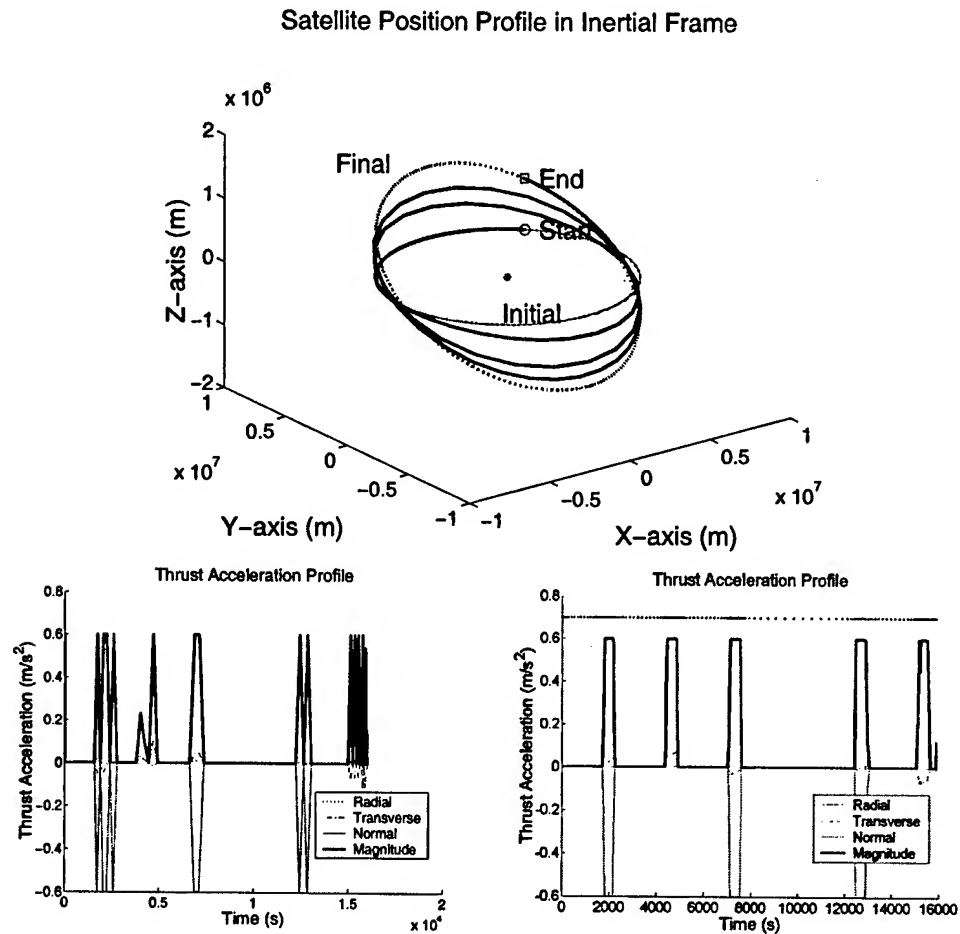 Satellite Position Profile in Inertial Frame
x 10^6
2
1
0
−1
−2
Z−axis (m)
Final
End
Start
Initial
1
0.5
0
−0.5
−1
x 10^7
Y−axis (m)
−1
−0.5
0
0.5
1
x 10^7
X−axis (m)
Thrust Acceleration Profile
0.8
0.6
0.4
0.2
0
−0.2
−0.4
−0.6
Thrust Acceleration (m/s^2)
Radial
Transverse
Normal
Magnitude
0
0.5
1
1.5
2
x 10^4
Time (s)
Thrust Acceleration Profile
0.8
0.6
0.4
0.2
0
-0.2
-0.4
-0.6
Thrust Acceleration (m/s^2)
Radial
Transverse
Normal
Magnitude
0 2000 4000 6000 8000 10000 12000 14000 16000
Time (s)